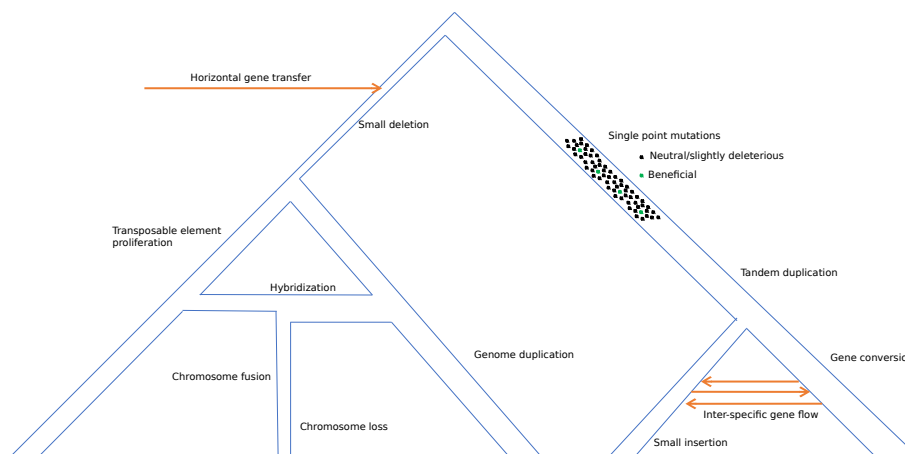 Horizontal gene transfer
Small deletion
Single point mutations
Neutral/slightly deleterious
Beneficial
Transposable element
proliferation
Tandem duplication
Hybridization
Genome duplication
Gene conversio
Chromosome fusion
Inter-specific gene flow
Chromosome loss
Small insertion